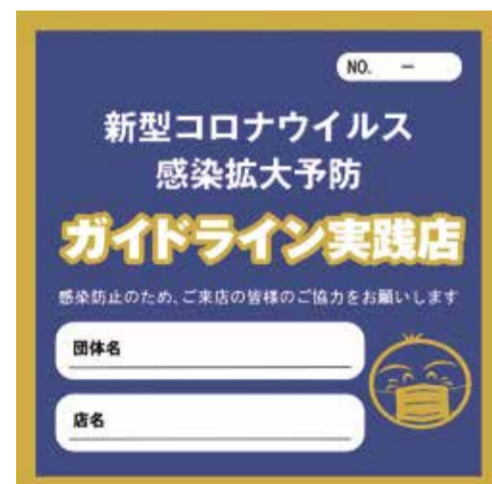 NO. －
新型コロナウイルス
感染拡大予防
ガイドライン実践店
感染防止のため、ご来店の皆様のご協力をお願いします
団体名
店名